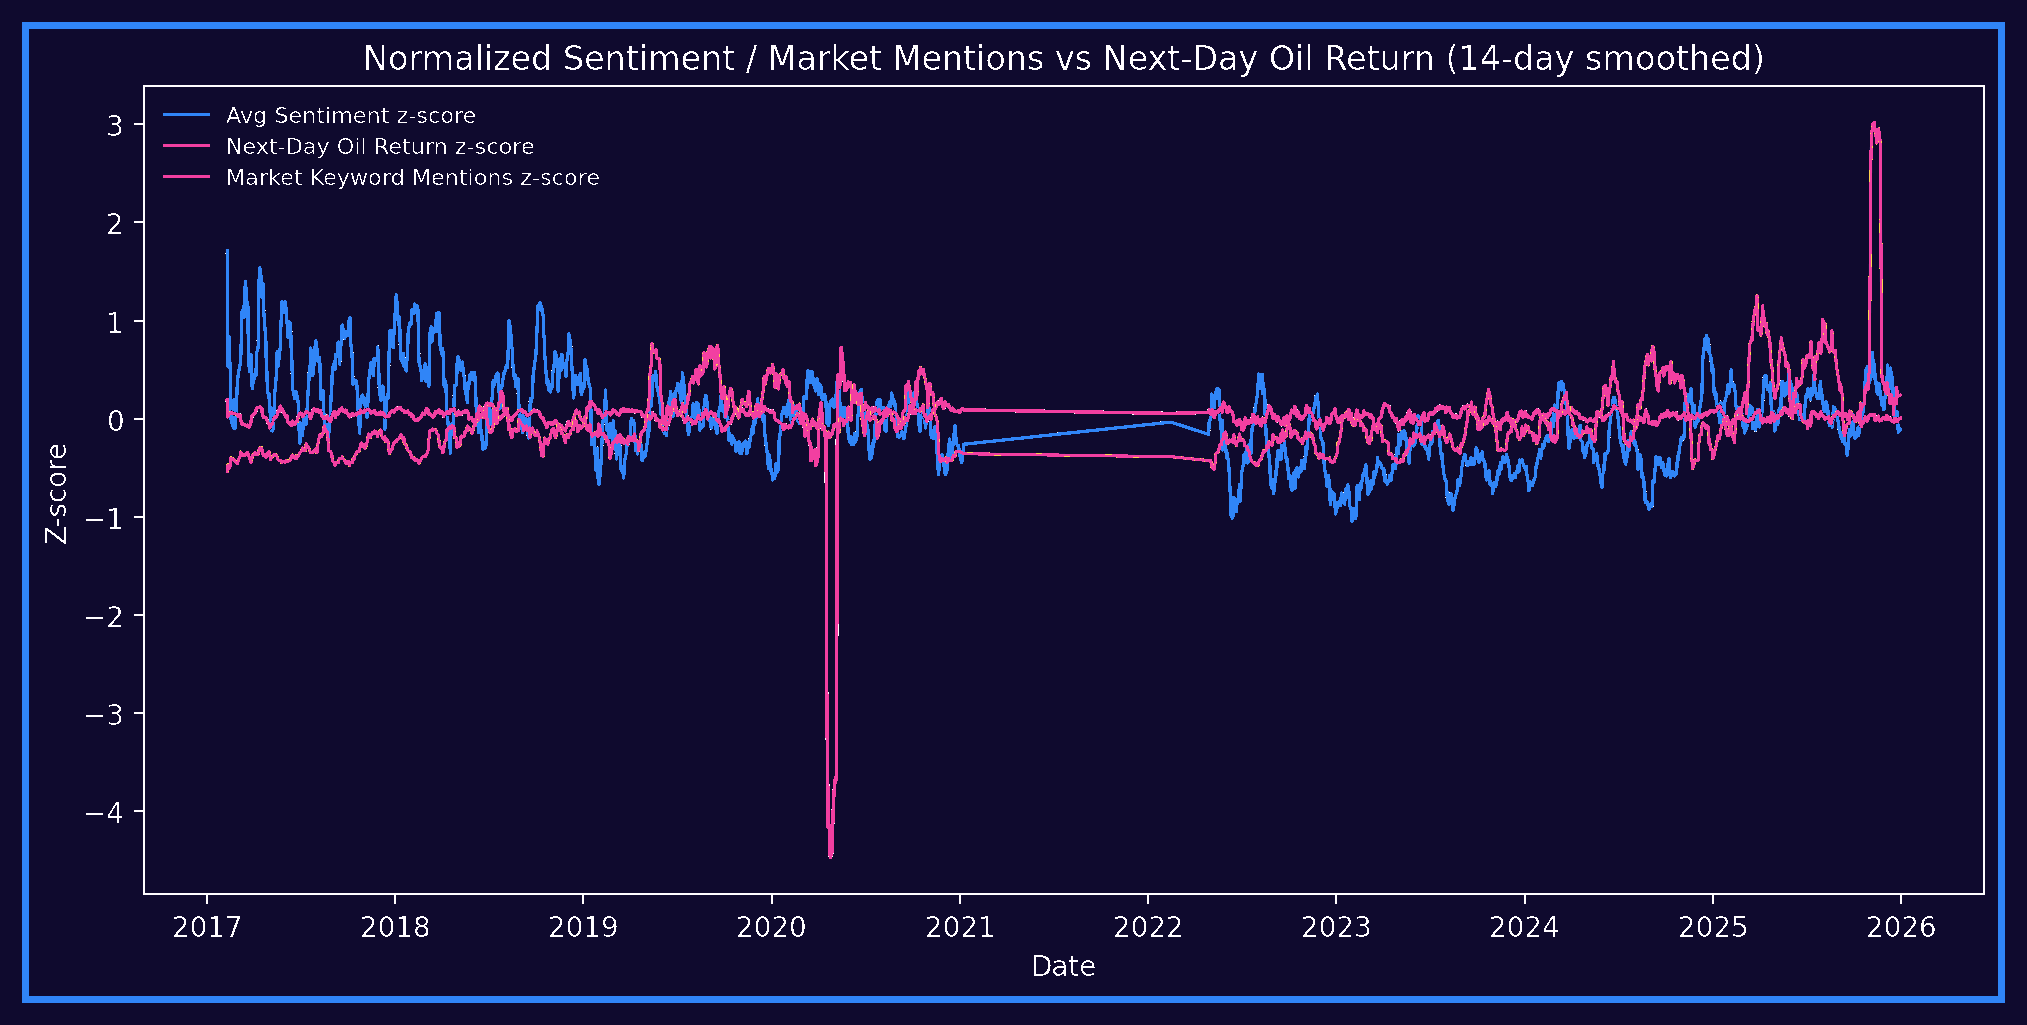 Normalized Sentiment / Market Mentions vs Next-Day Oil Return (14-day smoothed)
Avg Sentiment z-score
Next-Day Oil Return z-score
Market Keyword Mentions z-score
3
2
1
0
−1
−2
−3
−4
Z-score
2017 2018 2019 2020 2021 2022 2023 2024 2025 2026
Date